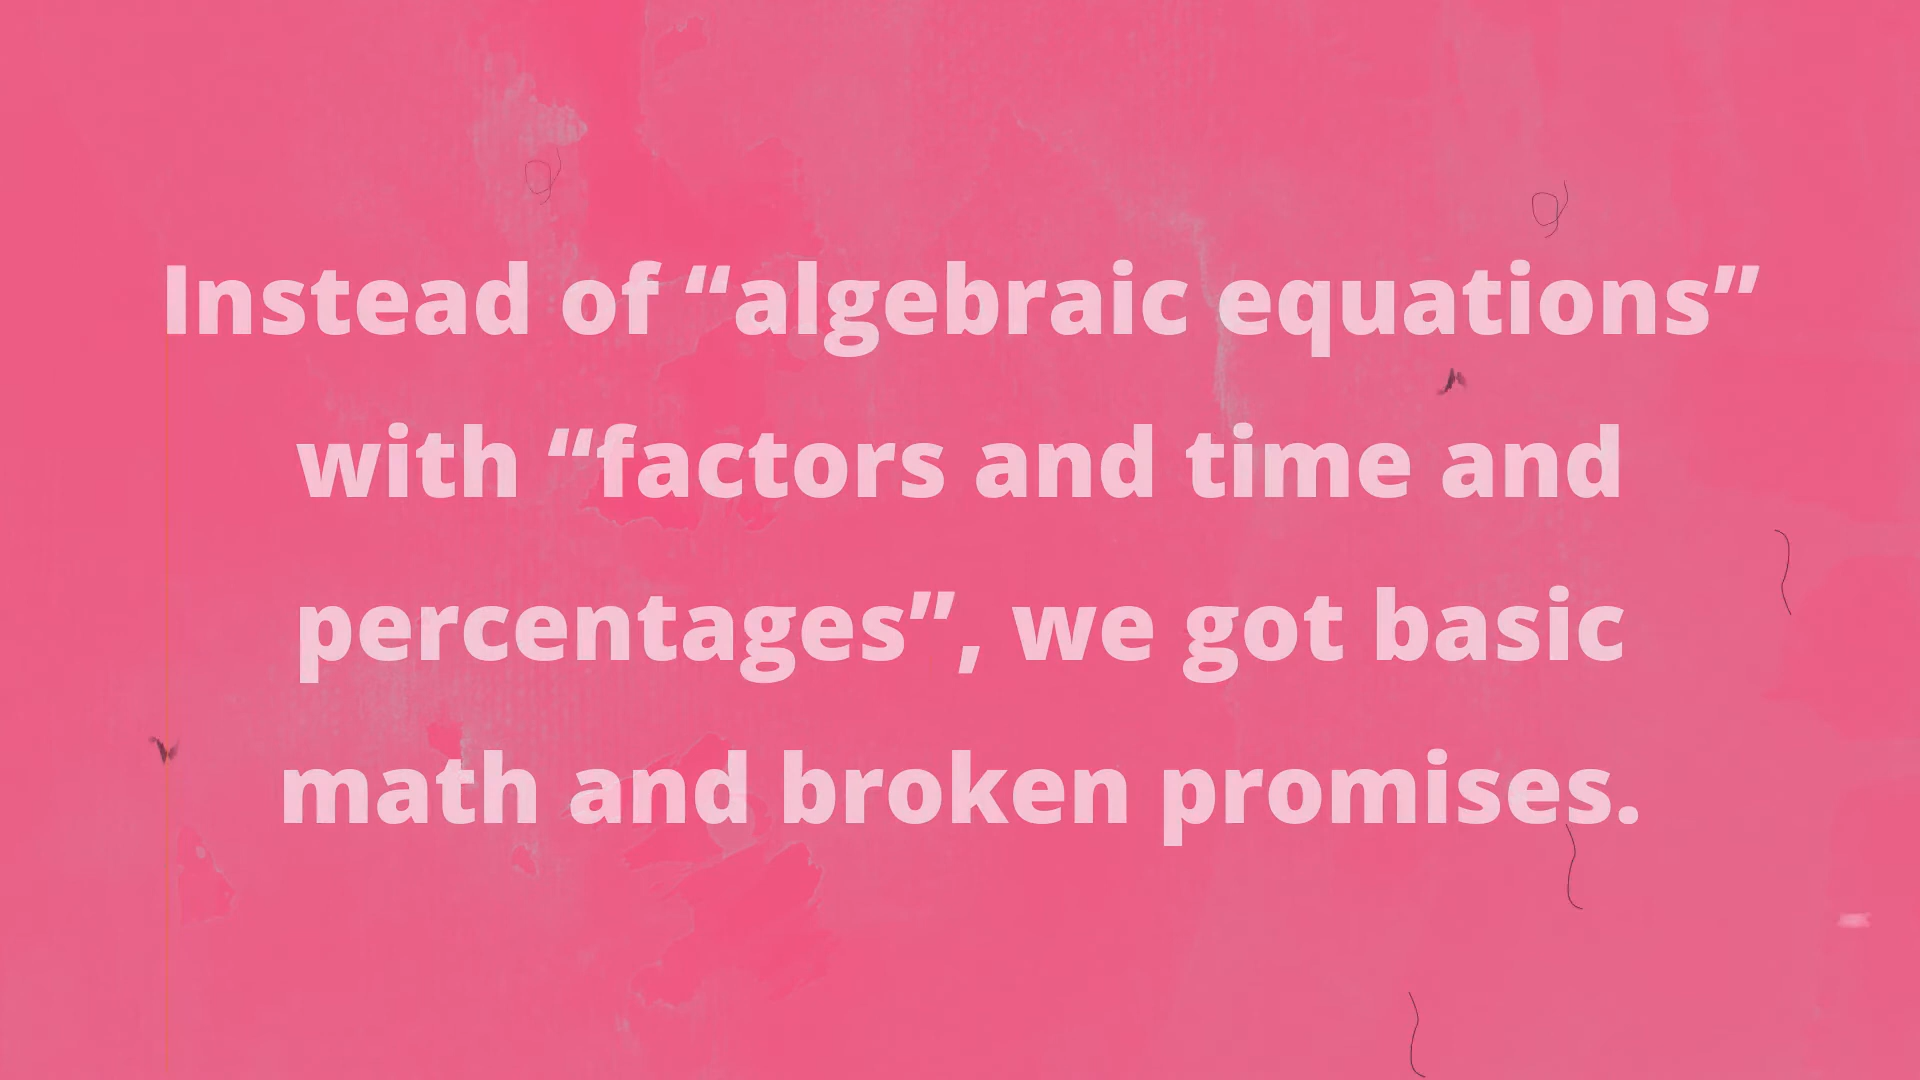 Instead of “algebraic equations”
with “factors and time and
percentages”, we got basic
math and broken promises.